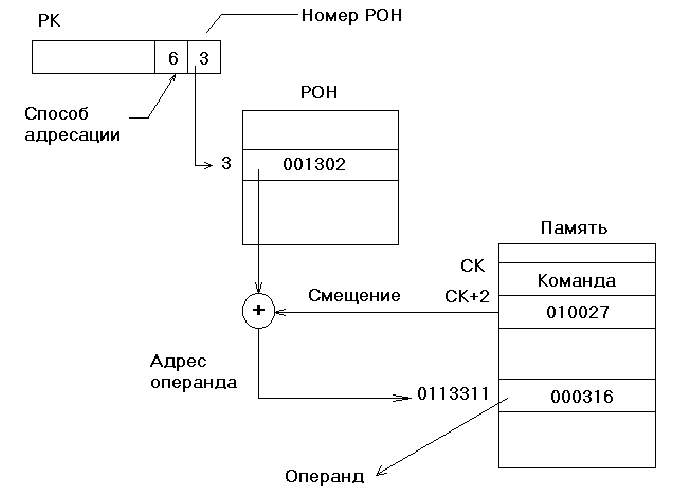 РК
Номер РОН
6 3
Способ
адресации
РОН
3
001302
Память
СК
Команда
Смещение
СК+2
010027
+
Адрес
операнда
0113311
000316
Операнд